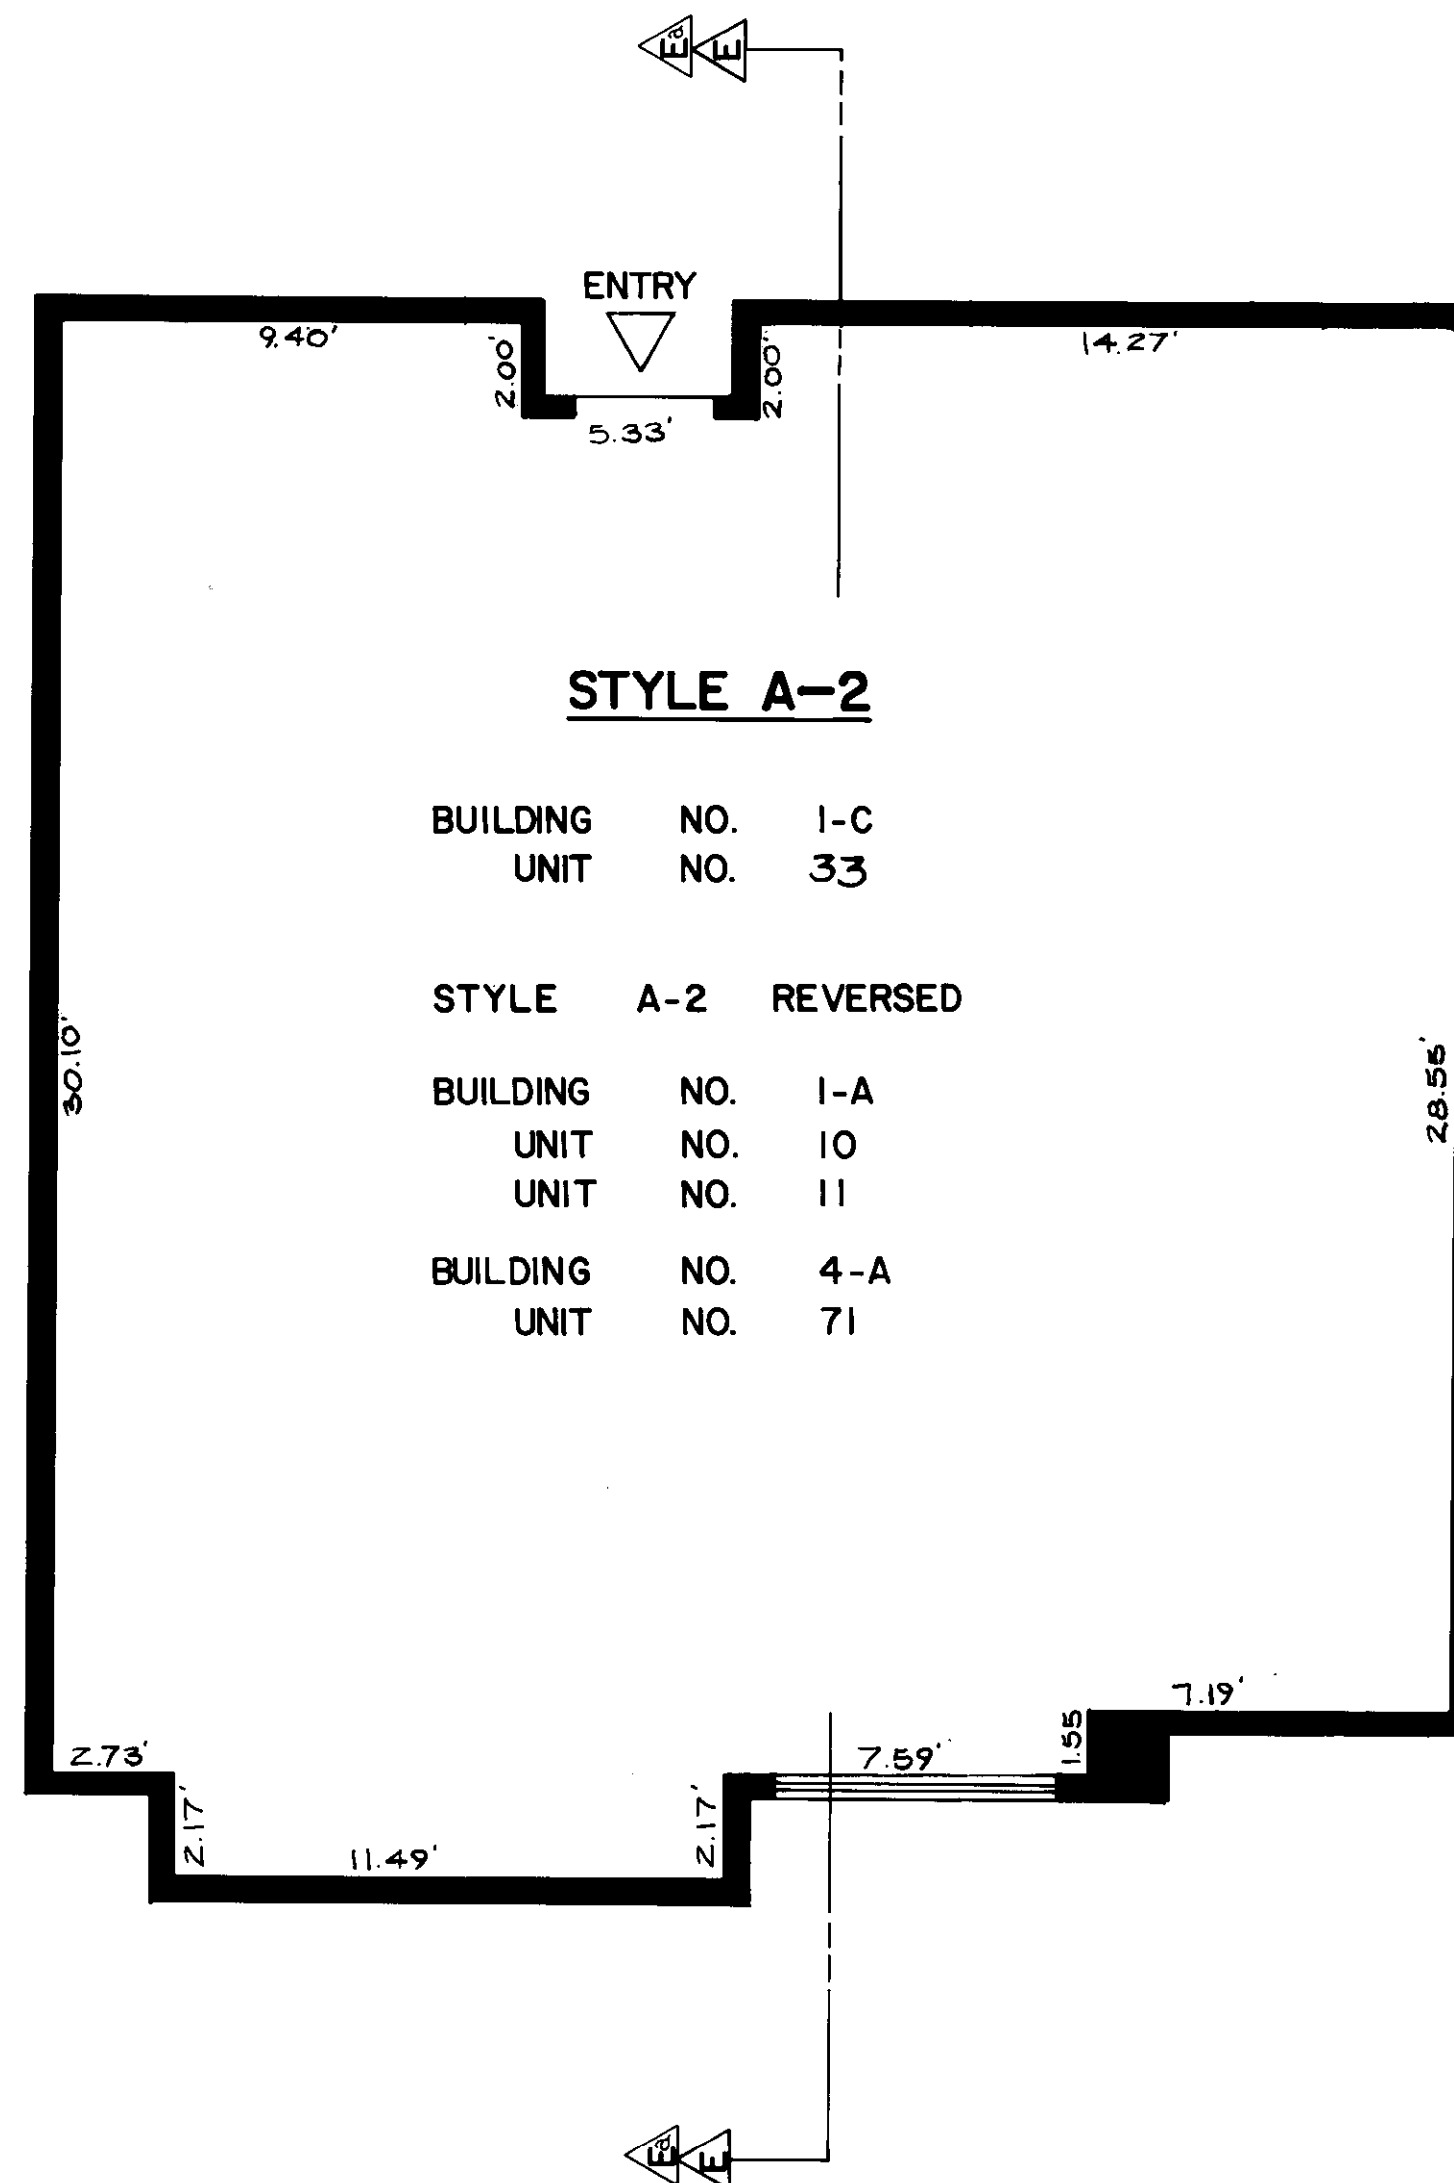 Ea E
ENTRY
9.40'
14.27'
2.00'
2.00'
5.33'
STYLE A-2
BUILDING NO. 1-C
UNIT NO. 33
STYLE A-2 REVERSED
30.10'
28.55'
BUILDING NO. 1-A
UNIT NO. 10
UNIT NO. 11
BUILDING NO. 4-A
UNIT NO. 71
7.19'
1.55
2.73'
7.59'
2.17'
2.17'
11.49'
Ea E